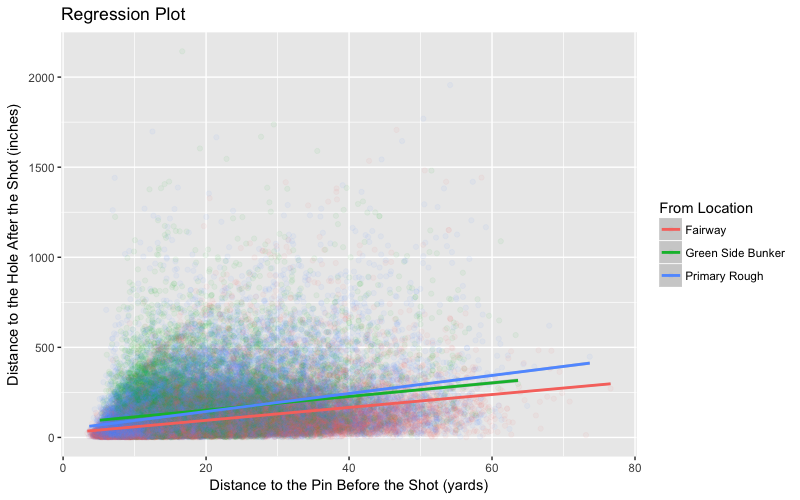 Regression Plot
Distance to the Hole After the Shot (inches)
2000
1500
1000
500
0
0 20 40 60 80
Distance to the Pin Before the Shot (yards)
From Location
Fairway
Green Side Bunker
Primary Rough